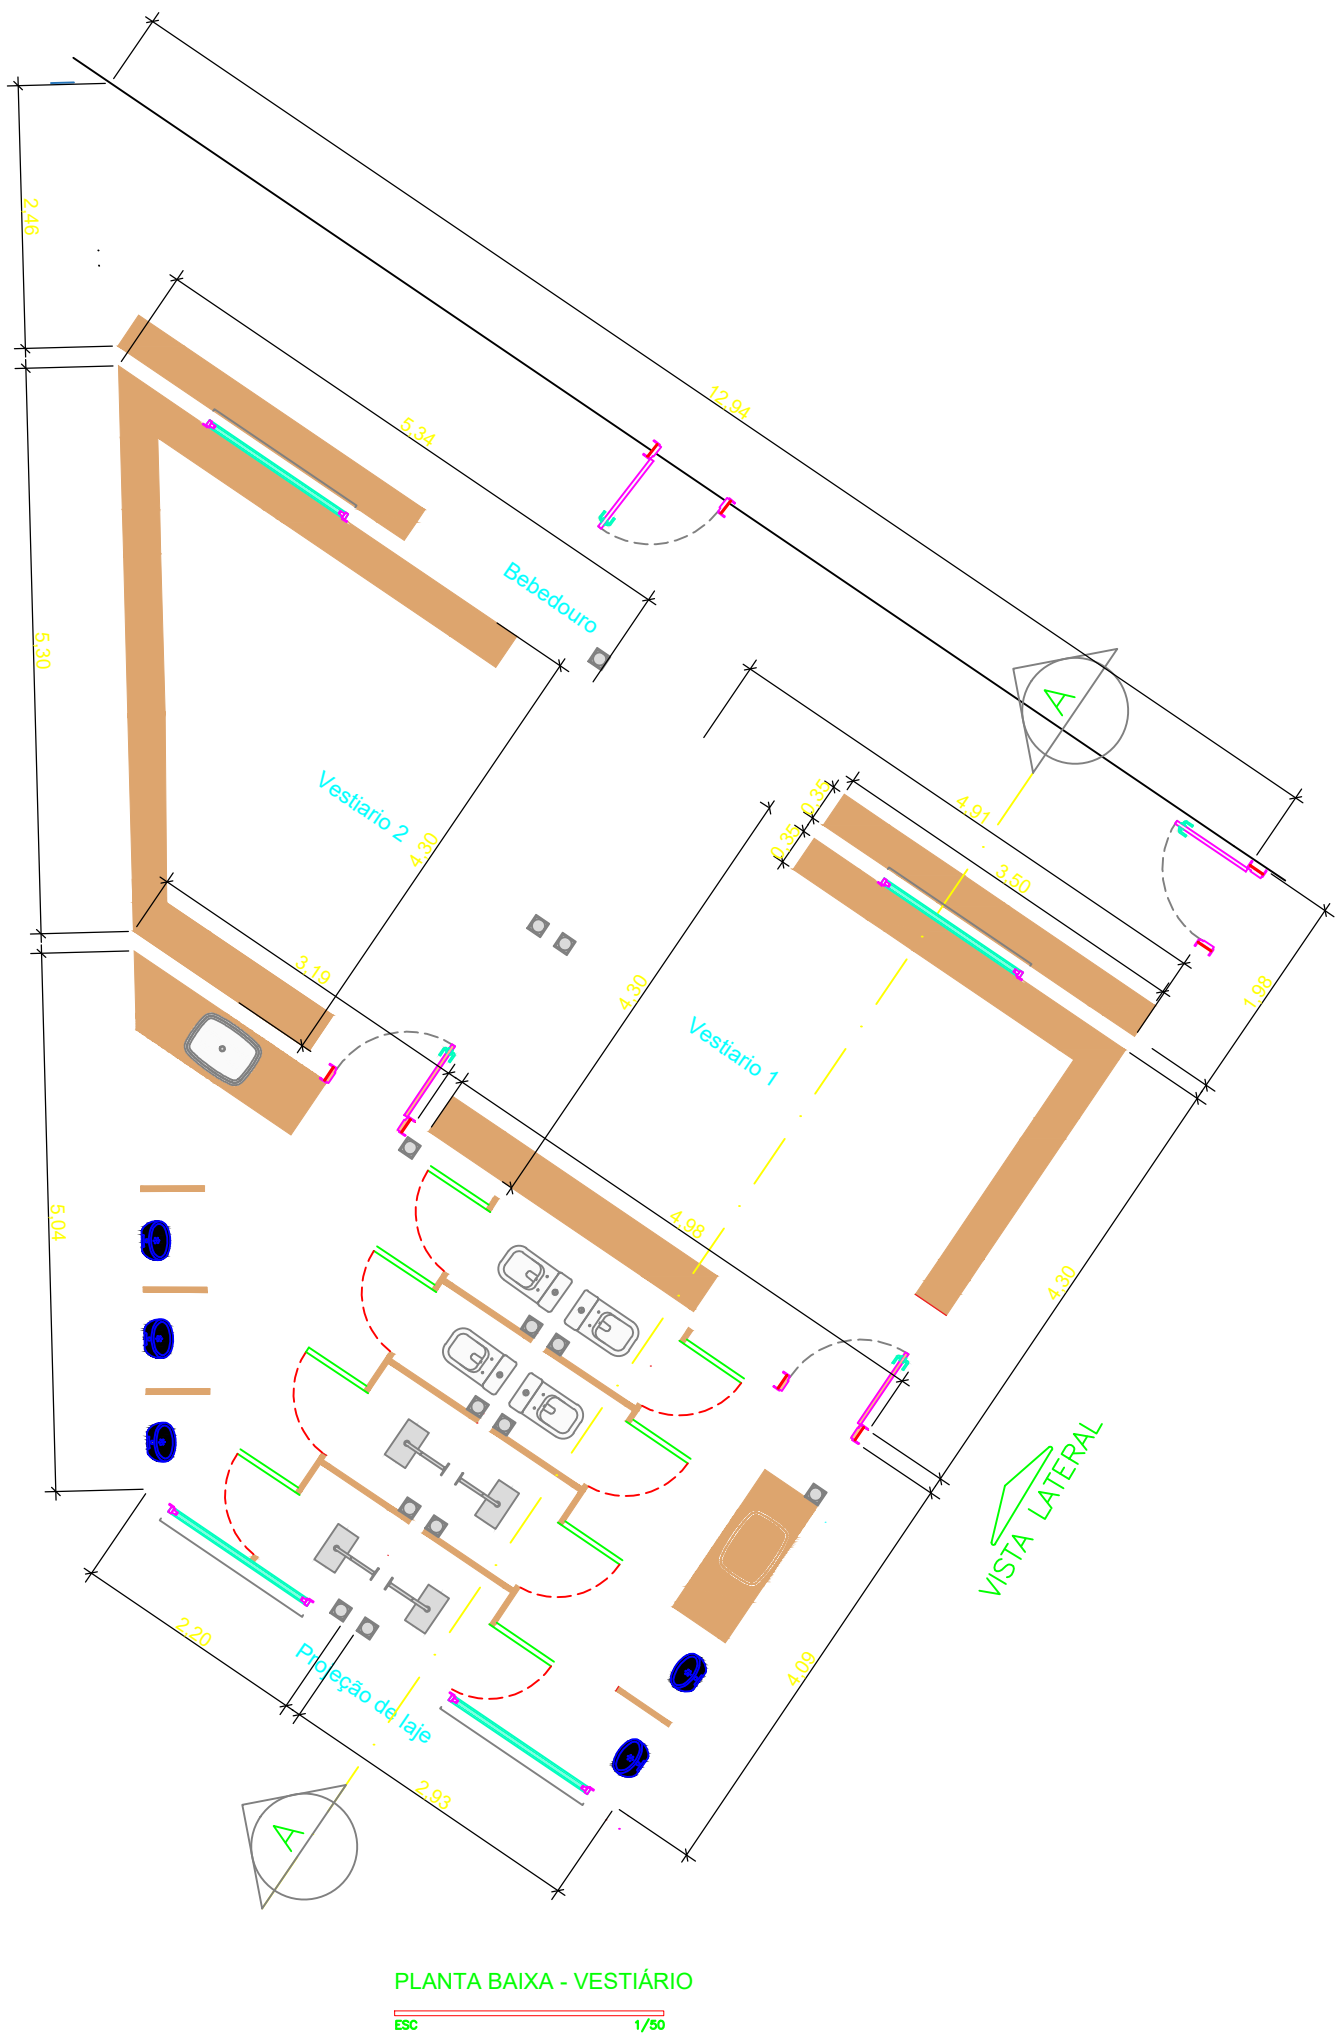 2.46
12.94
5.34
Bebedouro
5.30
A
Vestiario 2
4.30
0.35
0.35
4.91
3.50
3.19
4.30
Vestiario 1
1.98
5.04
4.98
4.30
VISTA LATERAL
2.20
Projeção de laje
4.09
2.93
A
PLANTA BAIXA - VESTIÁRIO
ESC 1/50